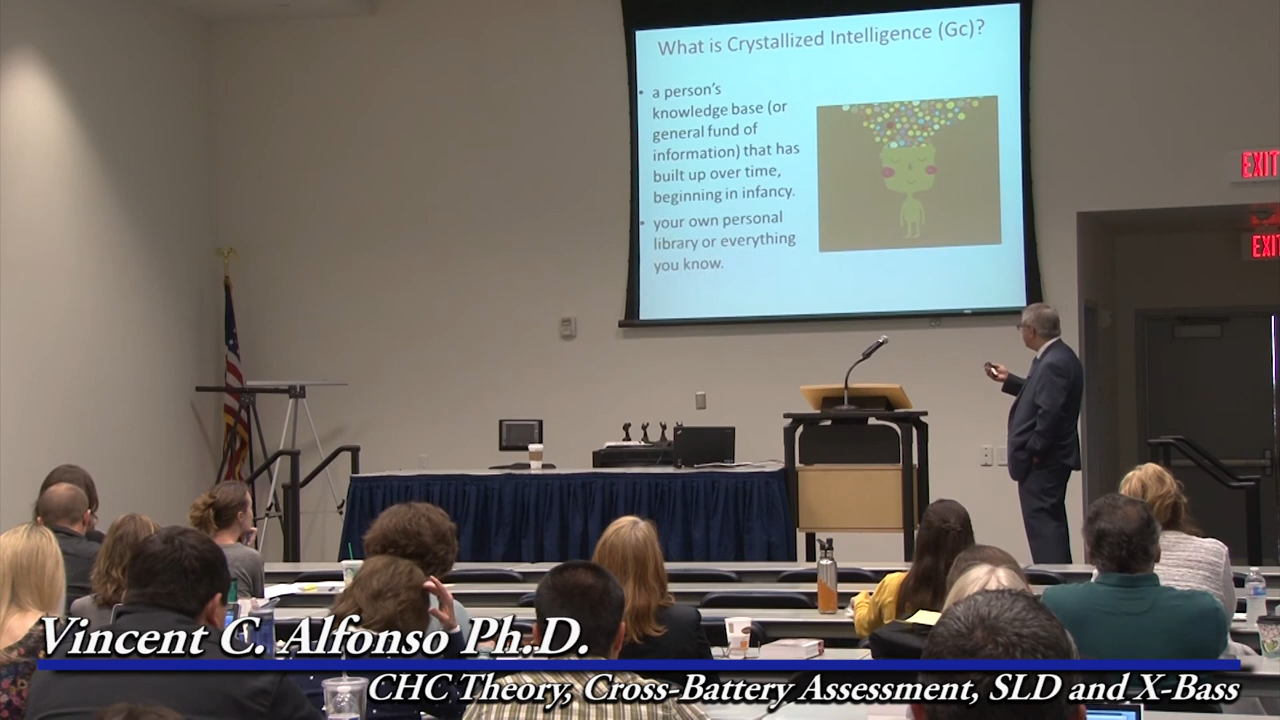 What is Crystallized Intelligence (Gc)?
• a person's
knowledge base (or
general fund of
information) that has
built up over time,
beginning in infancy.
• your own personal
library or everything
you know.
EXIT
EXIT
Vincent C. Alfonso Ph.D.
CHC Theory, Cross-Battery Assessment, SLD and X-Bass